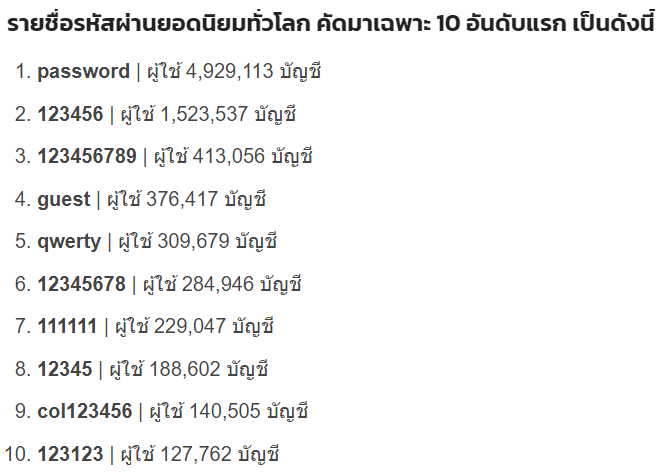 รายชื่อรหัสผ่านยอดนิยมทั่วโลก คัดมาเฉพาะ 10 อันดับแรก เป็นดังนี้
1. password | ผู้ใช้ 4,929,113 บัญชี
2. 123456 | ผู้ใช้ 1,523,537 บัญชี
3. 123456789 | ผู้ใช้ 413,056 บัญชี
4. guest | ผู้ใช้ 376,417 บัญชี
5. qwerty | ผู้ใช้ 309,679 บัญชี
6. 12345678 | ผู้ใช้ 284,946 บัญชี
7. 111111 | ผู้ใช้ 229,047 บัญชี
8. 12345 | ผู้ใช้ 188,602 บัญชี
9. col123456 | ผู้ใช้ 140,505 บัญชี
10. 123123 | ผู้ใช้ 127,762 บัญชี